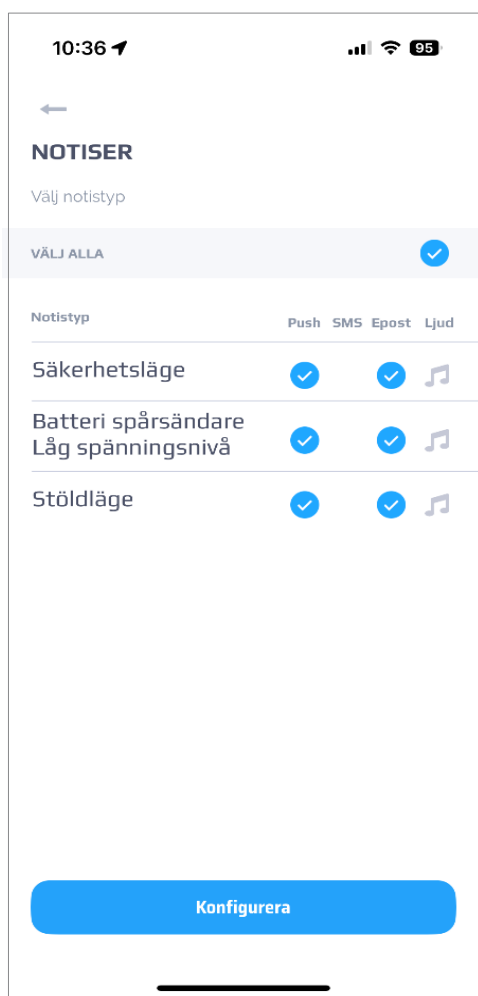 10:36
95
NOTISER
Välj notistyp
VÄLJ ALLA
Notistyp Push SMS Epost Ljud
Säkerhetsläge
Batteri spårsändare
Låg spänningsnivå
Stöldläge
Konfigurera